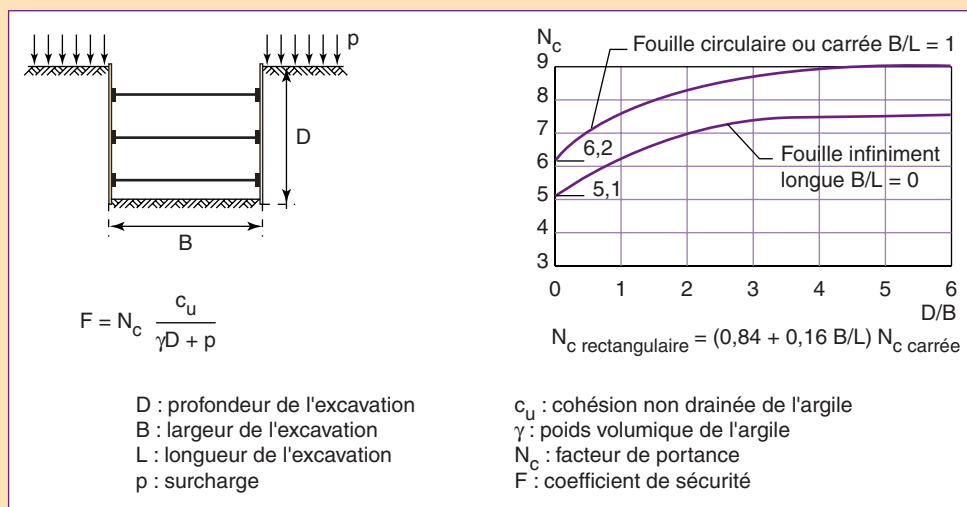 p
D
B
F = N_c c_u / γD + p
N_c
9
8
7
6
5
4
3
Fouille circulaire ou carrée B/L = 1
6,2
5,1
Fouille infiniment
longue B/L = 0
0 1 2 3 4 5 6
D/B
N_c rectangulaire = (0,84 + 0,16 B/L) N_c carrée
D : profondeur de l'excavation
B : largeur de l'excavation
L : longueur de l'excavation
p : surcharge
c_u : cohésion non drainée de l'argile
γ : poids volumique de l'argile
N_c : facteur de portance
F : coefficient de sécurité